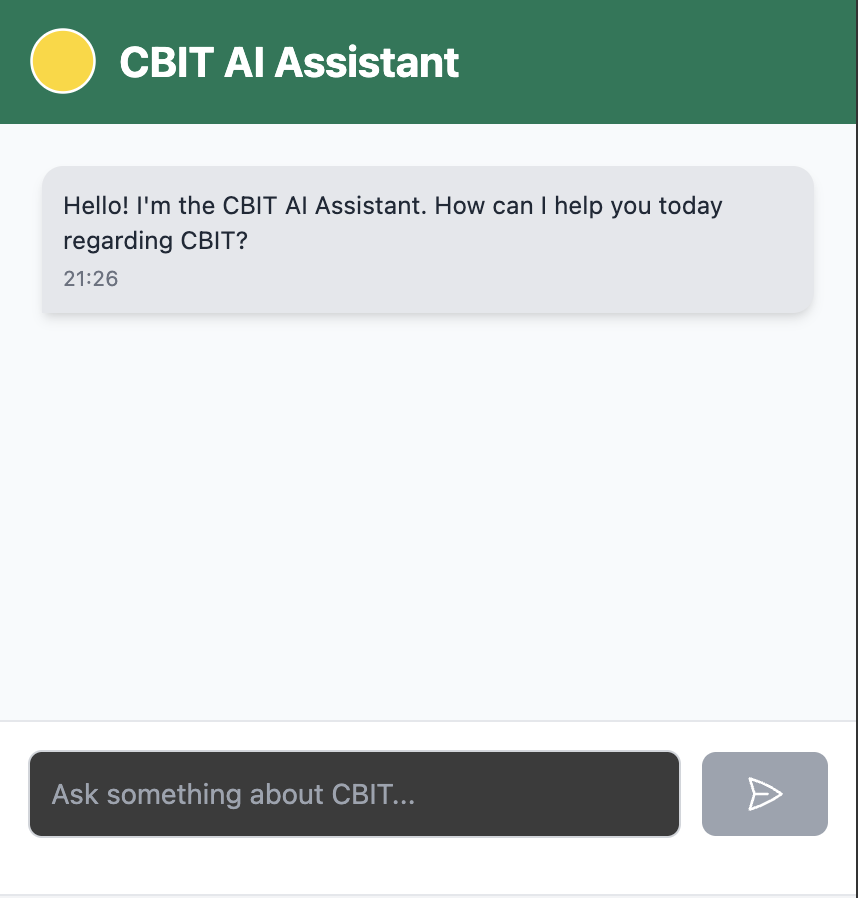 CBIT AI Assistant
Hello! I'm the CBIT AI Assistant. How can I help you today
regarding CBIT?
21:26
Ask something about CBIT...